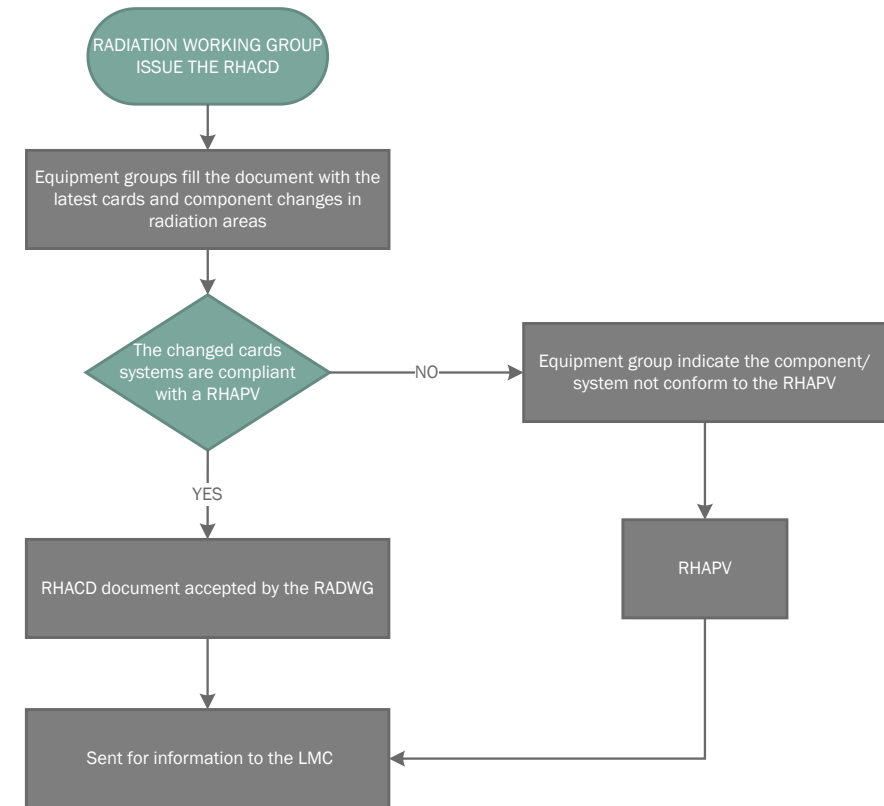 RADIATION WORKING GROUP
ISSUE THE RHACD
Equipment groups fill the document with the
latest cards and component changes in
radiation areas
The changed cards
systems are compliant
with a RHAPV
NO
Equipment group indicate the component/
system not conform to the RHAPV
YES
RHAPV
RHACD document accepted by the RADWG
Sent for information to the LMC